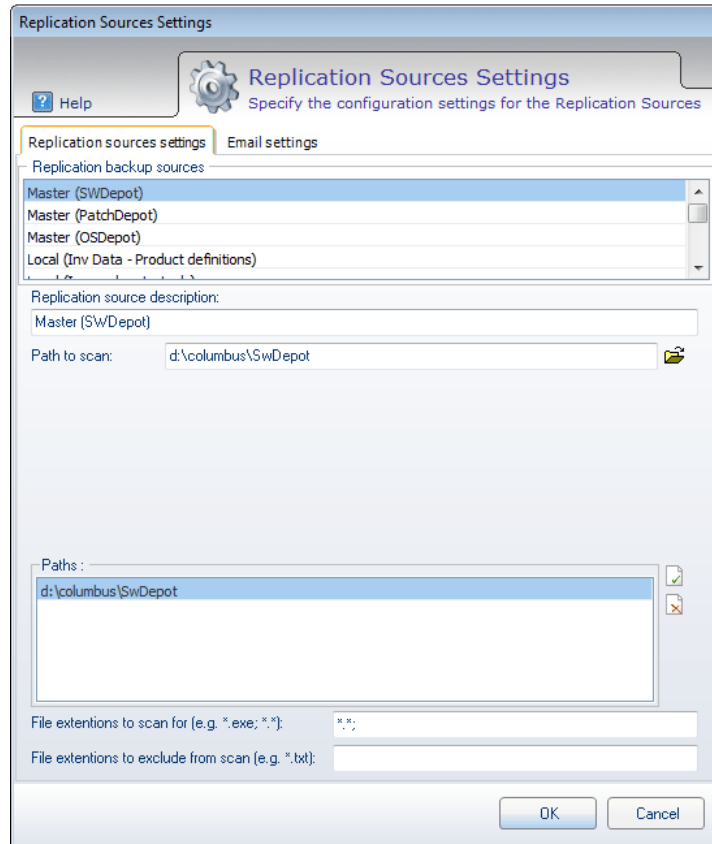 Replication Sources Settings
Replication Sources Settings
Help
Specify the configuration settings for the Replication Sources
Replication sources settings
Email settings
Replication backup sources
Master (SWDepot)
Master (PatchDepot)
Master (OSDepot)
Local (Inv Data - Product definitions)
Replication source description:
Master (SWDepot)
Path to scan:
d:\columbus\SwDepot
Paths :
d:\columbus\SwDepot
File extentions to scan for (e.g. *.exe; *.*):
*.*;
File extentions to exclude from scan (e.g. *.txt):
OK
Cancel